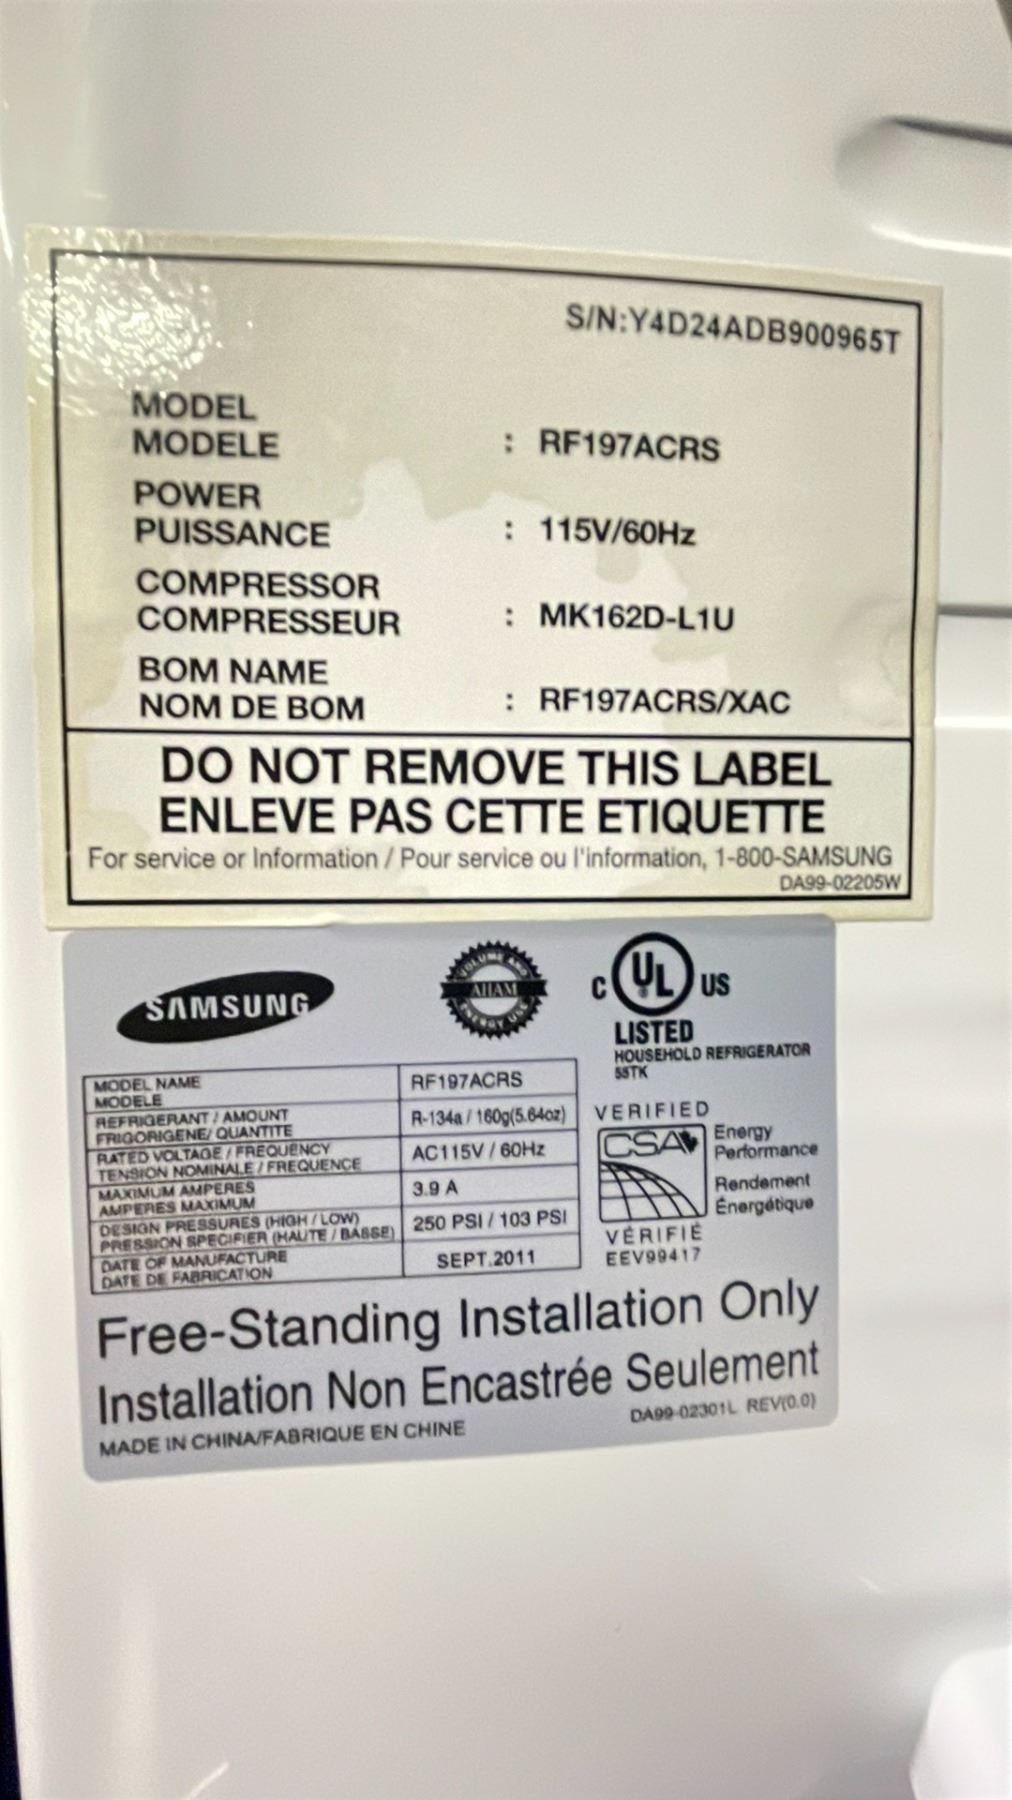 S/N:Y4D24ADB900965T
MODEL
MODELE : RF197ACRS
POWER
PUISSANCE : 115V/60Hz
COMPRESSOR
COMPRESSEUR : MK162D-L1U
BOM NAME
NOM DE BOM : RF197ACRS/XAC
DO NOT REMOVE THIS LABEL
ENLEVE PAS CETTE ETIQUETTE
For service or Information / Pour service ou l'information, 1-800-SAMSUNG
DA99-02205W
SAMSUNG
VOLUME AND
AHAM
ENERGY USE
C UL US
LISTED
HOUSEHOLD REFRIGERATOR
55TK
MODEL NAME
MODELE
RF197ACRS
REFRIGERANT / AMOUNT
FRIGORIGENE/ QUANTITE
R-134a / 160g(5.64oz)
RATED VOLTAGE / FREQUENCY
TENSION NOMINALE / FREQUENCE
AC115V / 60Hz
MAXIMUM AMPERES
AMPERES MAXIMUM
3.9 A
DESIGN PRESSURES (HIGH / LOW)
PRESSION SPECIFIER (HAUTE / BASSE)
250 PSI / 103 PSI
DATE OF MANUFACTURE
DATE DE FABRICATION
SEPT.2011
VERIFIED
CSA
Energy
Performance
Rendement
Énergétique
VÉRIFIÉ
EEV99417
Free-Standing Installation Only
Installation Non Encastrée Seulement
MADE IN CHINA/FABRIQUE EN CHINE
DA99-02301L REV(0.0)